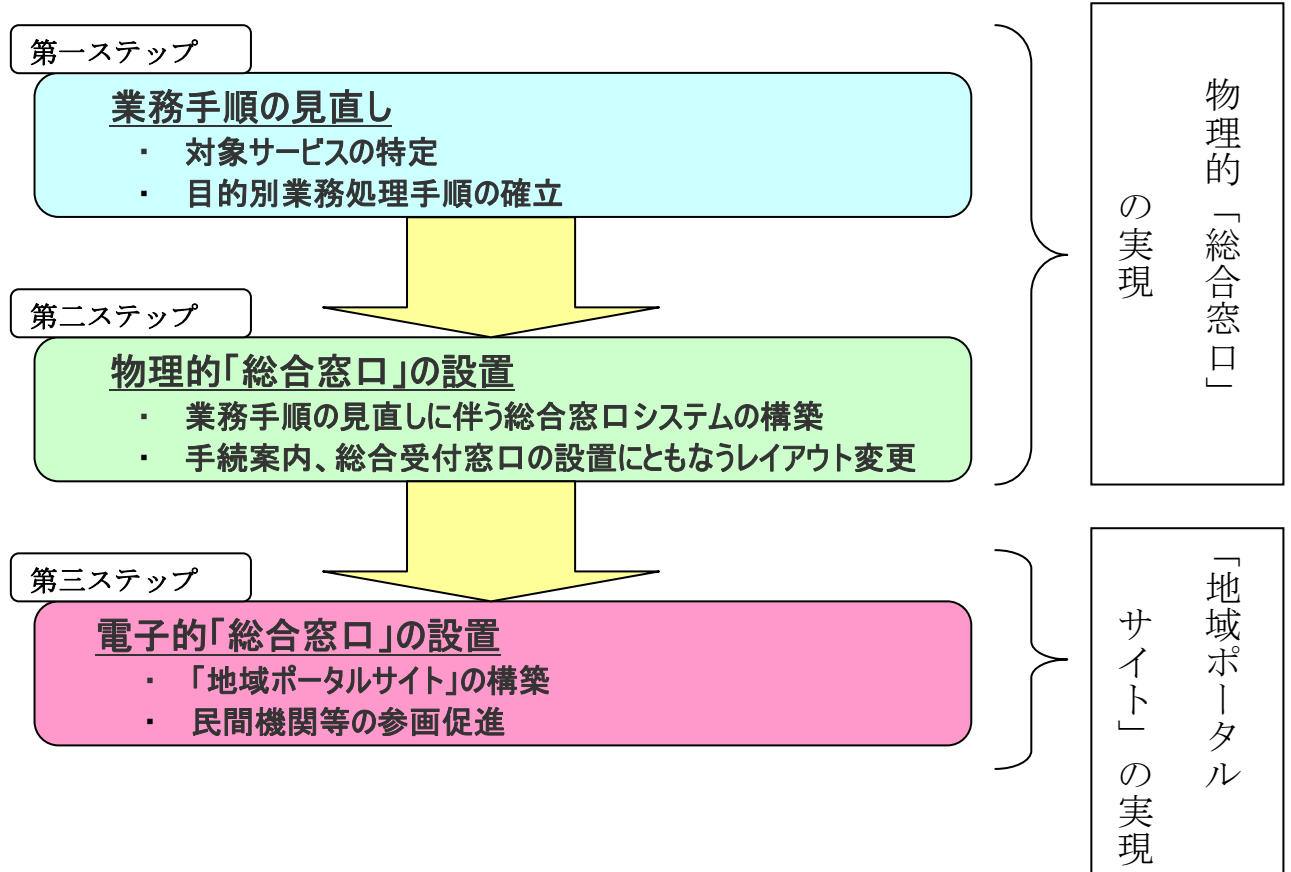 第一ステップ
業務手順の見直し
・ 対象サービスの特定
・ 目的別業務処理手順の確立
第二ステップ
物理的「総合窓口」の設置
・ 業務手順の見直しに伴う総合窓口システムの構築
・ 手続案内、総合受付窓口の設置にともなうレイアウト変更
物理的「総合窓口」
の実現
第三ステップ
電子的「総合窓口」の設置
・ 「地域ポータルサイト」の構築
・ 民間機関等の参画促進
「地域ポータル
サイト」の実現